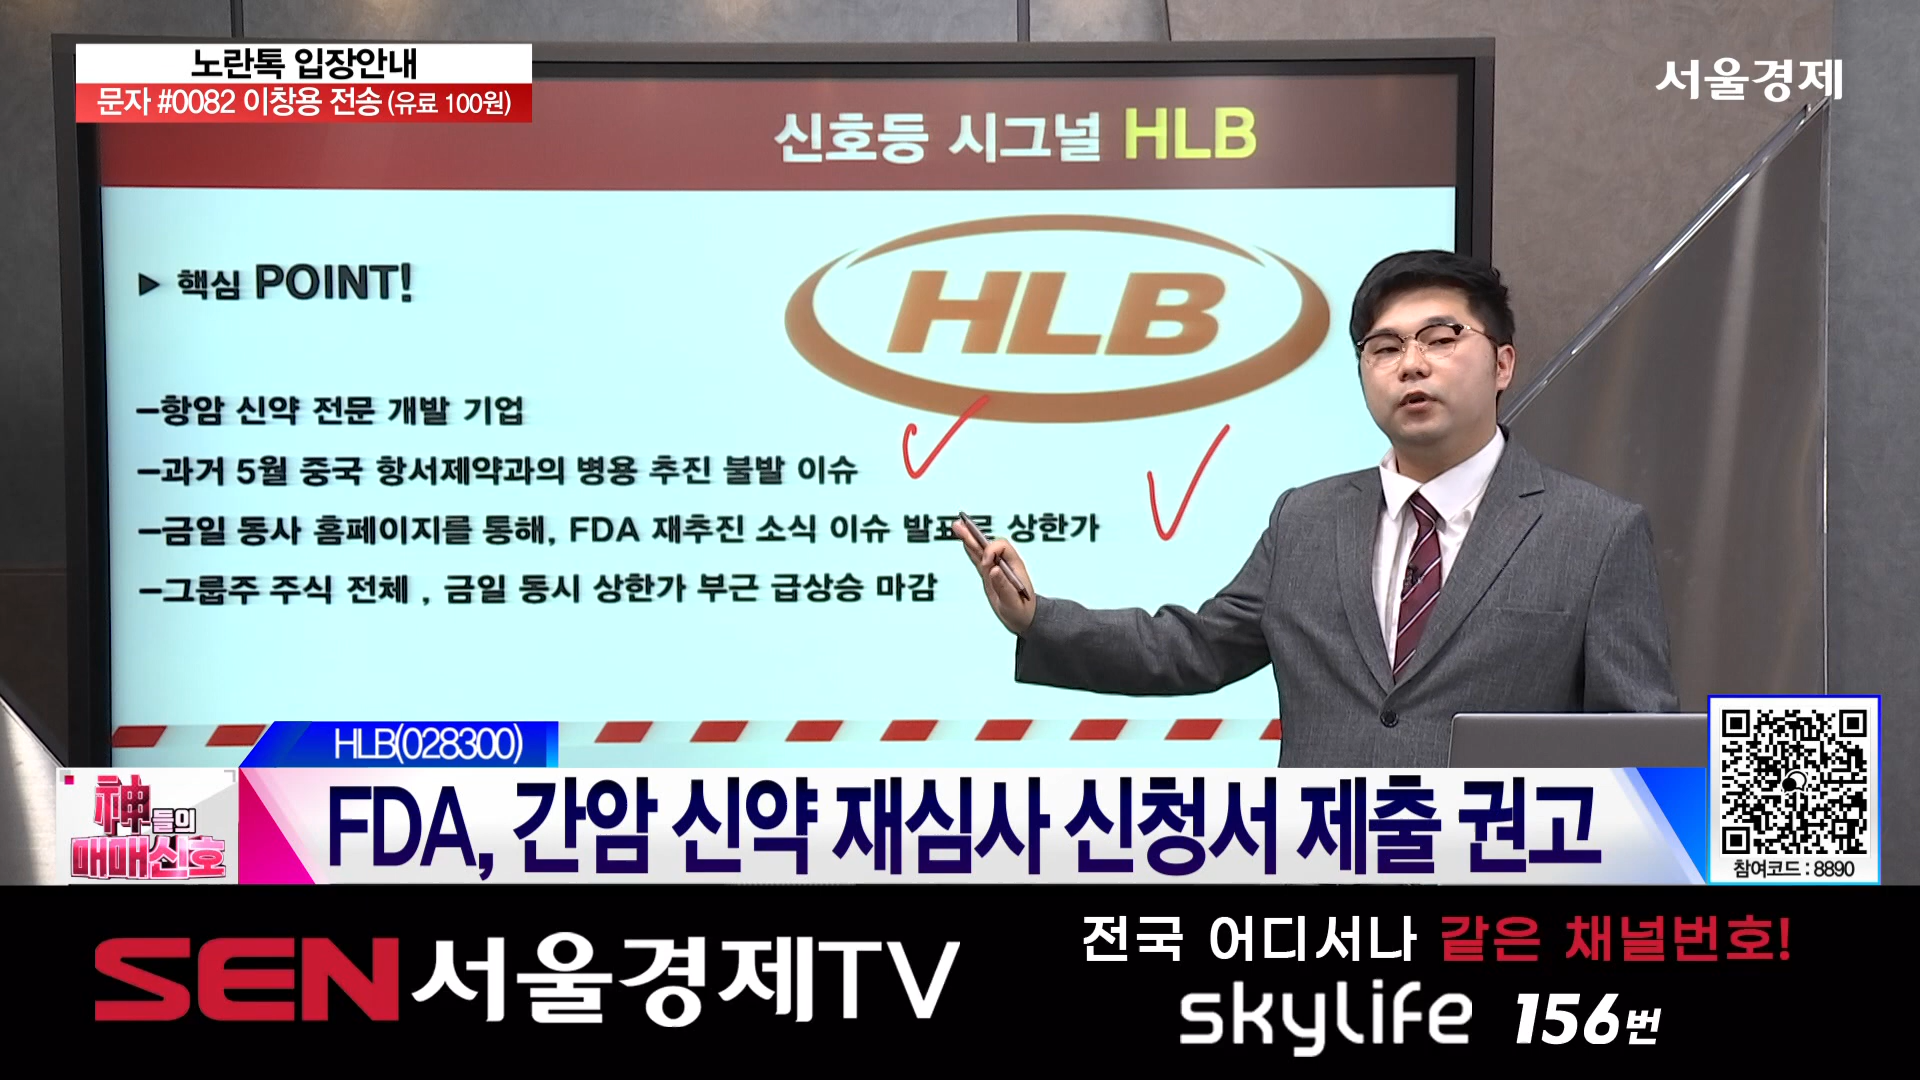 노란톡 입장안내
문자 #0082 이창용 전송 (유료 100원)
서울경제
신호등 시그널 HLB
HLB
▶ 핵심 POINT!
-항암 신약 전문 개발 기업
-과거 5월 중국 항서제약과의 병용 추진 불발 이슈
-금일 동사 홈페이지를 통해, FDA 재추진 소식 이슈 발표로 상한가
-그룹주 주식 전체 , 금일 동시 상한가 부근 급상승 마감
HLB(028300)
神들의
매매신호
FDA, 간암 신약 재심사 신청서 제출 권고
참여코드 : 8890
SEN서울경제TV
전국 어디서나 같은 채널번호!
skylife 156번